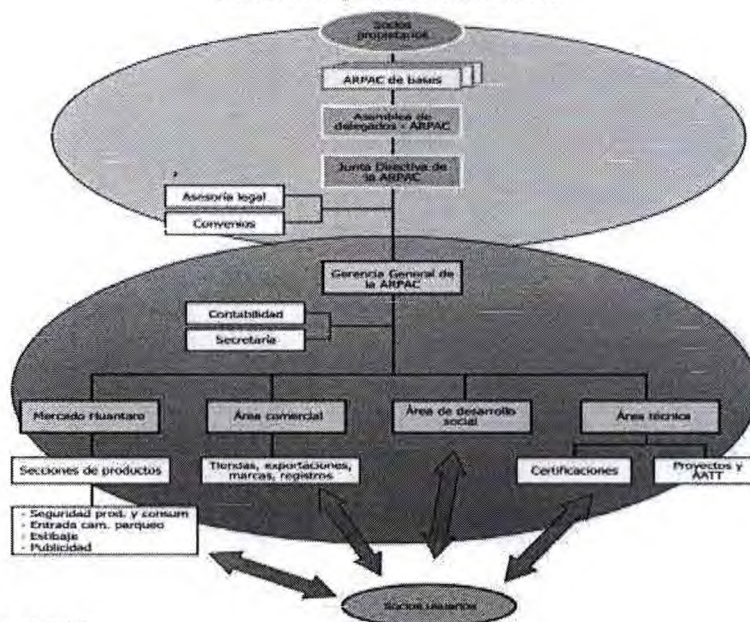 Socios
propietarios
ARPAC de bases
Asamblea de
delegados - ARPAC
Junta Directiva de
la ARPAC
Asesoría legal
Convenios
Gerencia General de
la ARPAC
Contabilidad
Secretaría
Mercado Huantaro
Área comercial
Área de desarrollo
social
Área técnica
Secciones de productos
Tiendas, exportaciones,
marcas, registros
Certificaciones
Proyectos y
AATT
- Seguridad prod. y consum
- Entrada cam. parqueo
- Estibaje
- Publicidad
Socios usuarios